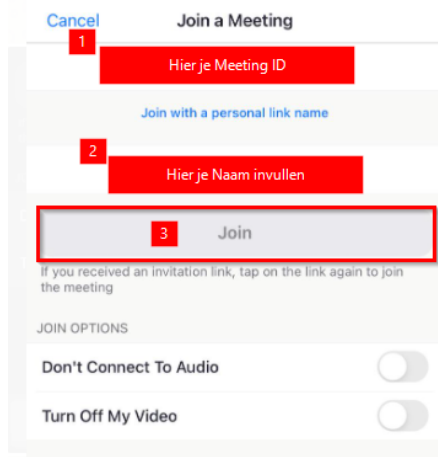 Cancel Join a Meeting
1
Hier je Meeting ID
Join with a personal link name
2
Hier je Naam invullen
3 Join
If you received an invitation link, tap on the link again to join
the meeting
JOIN OPTIONS
Don't Connect To Audio
Turn Off My Video